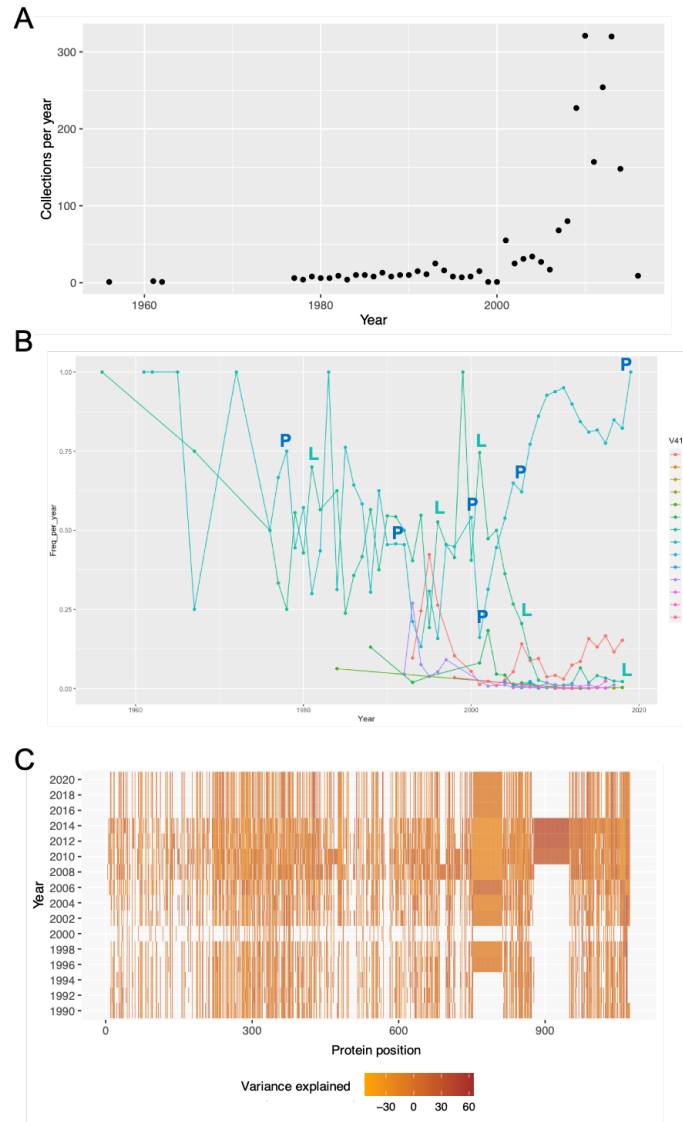 A
Collections per year
300
200
100
0
1960
1980
2000
Year
B
Freq_per_year
1.00
0.75
0.50
0.25
0.00
P
L
P
L
P
P
L
P
L
P
L
1960
1980
2000
2020
Year
V41
C
Year
2020
2018
2016
2014
2012
2010
2008
2006
2004
2002
2000
1998
1996
1994
1992
1990
0
300
600
900
Protein position
Variance explained
−30
0
30
60